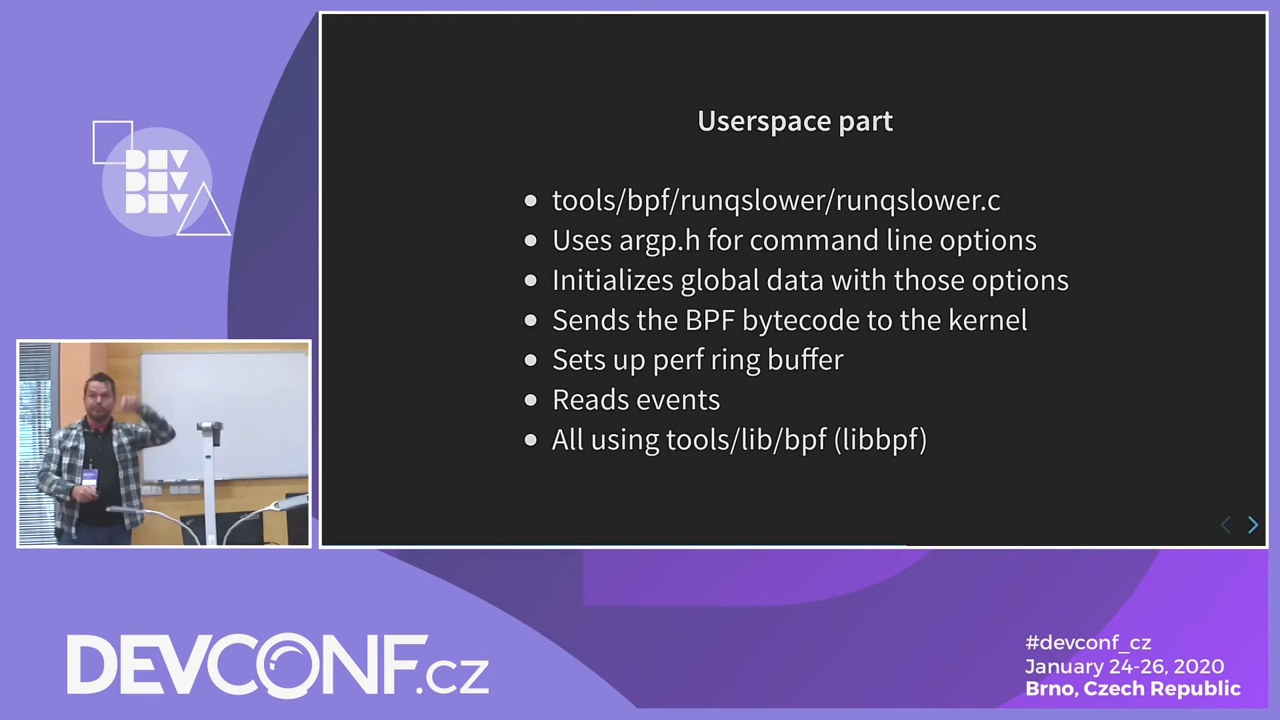 DEV
DEV
DEV
Userspace part
tools/bpf/runqslower/runqslower.c
Uses argp.h for command line options
Initializes global data with those options
Sends the BPF bytecode to the kernel
Sets up perf ring buffer
Reads events
All using tools/lib/bpf (libbpf)
DEVCONF.cz
#devconf_cz
January 24-26, 2020
Brno, Czech Republic